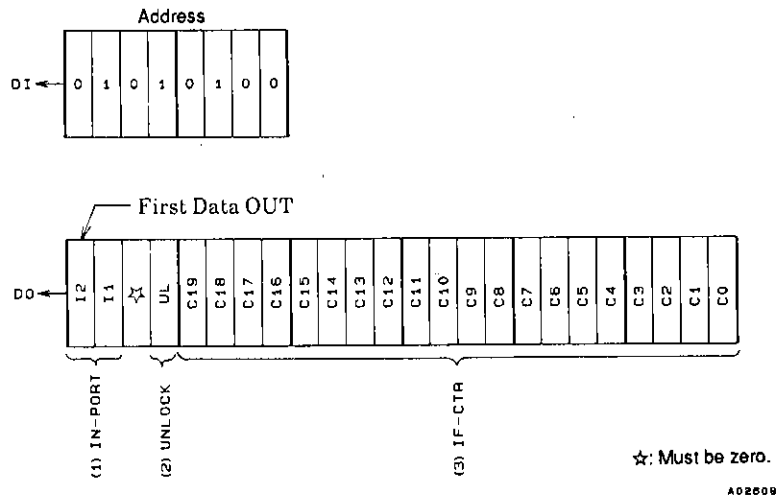 Address
DI 0 1 0 1 0 1 0 0
First Data OUT
DO I2 I1 ☆ UL C19 C18 C17 C16 C15 C14 C13 C12 C11 C10 C9 C8 C7 C6 C5 C4 C3 C2 C1 C0
(1) IN-PORT
(2) UNLOCK
(3) IF-CTR
☆: Must be zero.
A02609